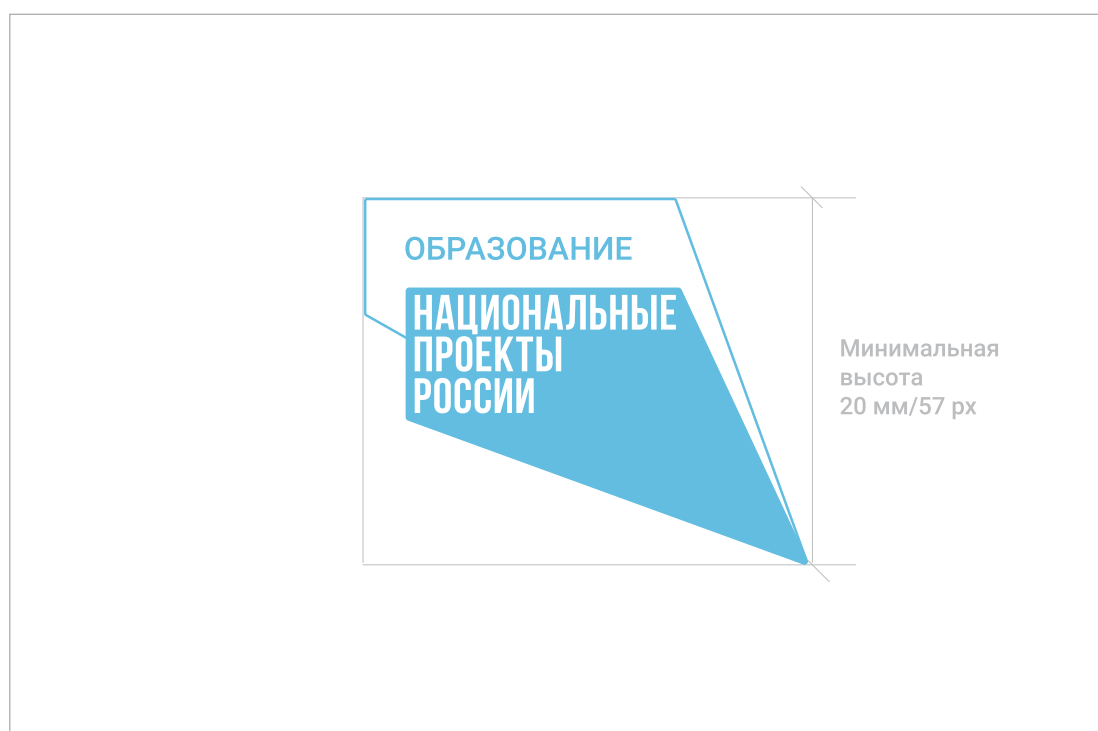 ОБРАЗОВАНИЕ
НАЦИОНАЛЬНЫЕ
ПРОЕКТЫ
РОССИИ
Минимальная
высота
20 мм/57 px